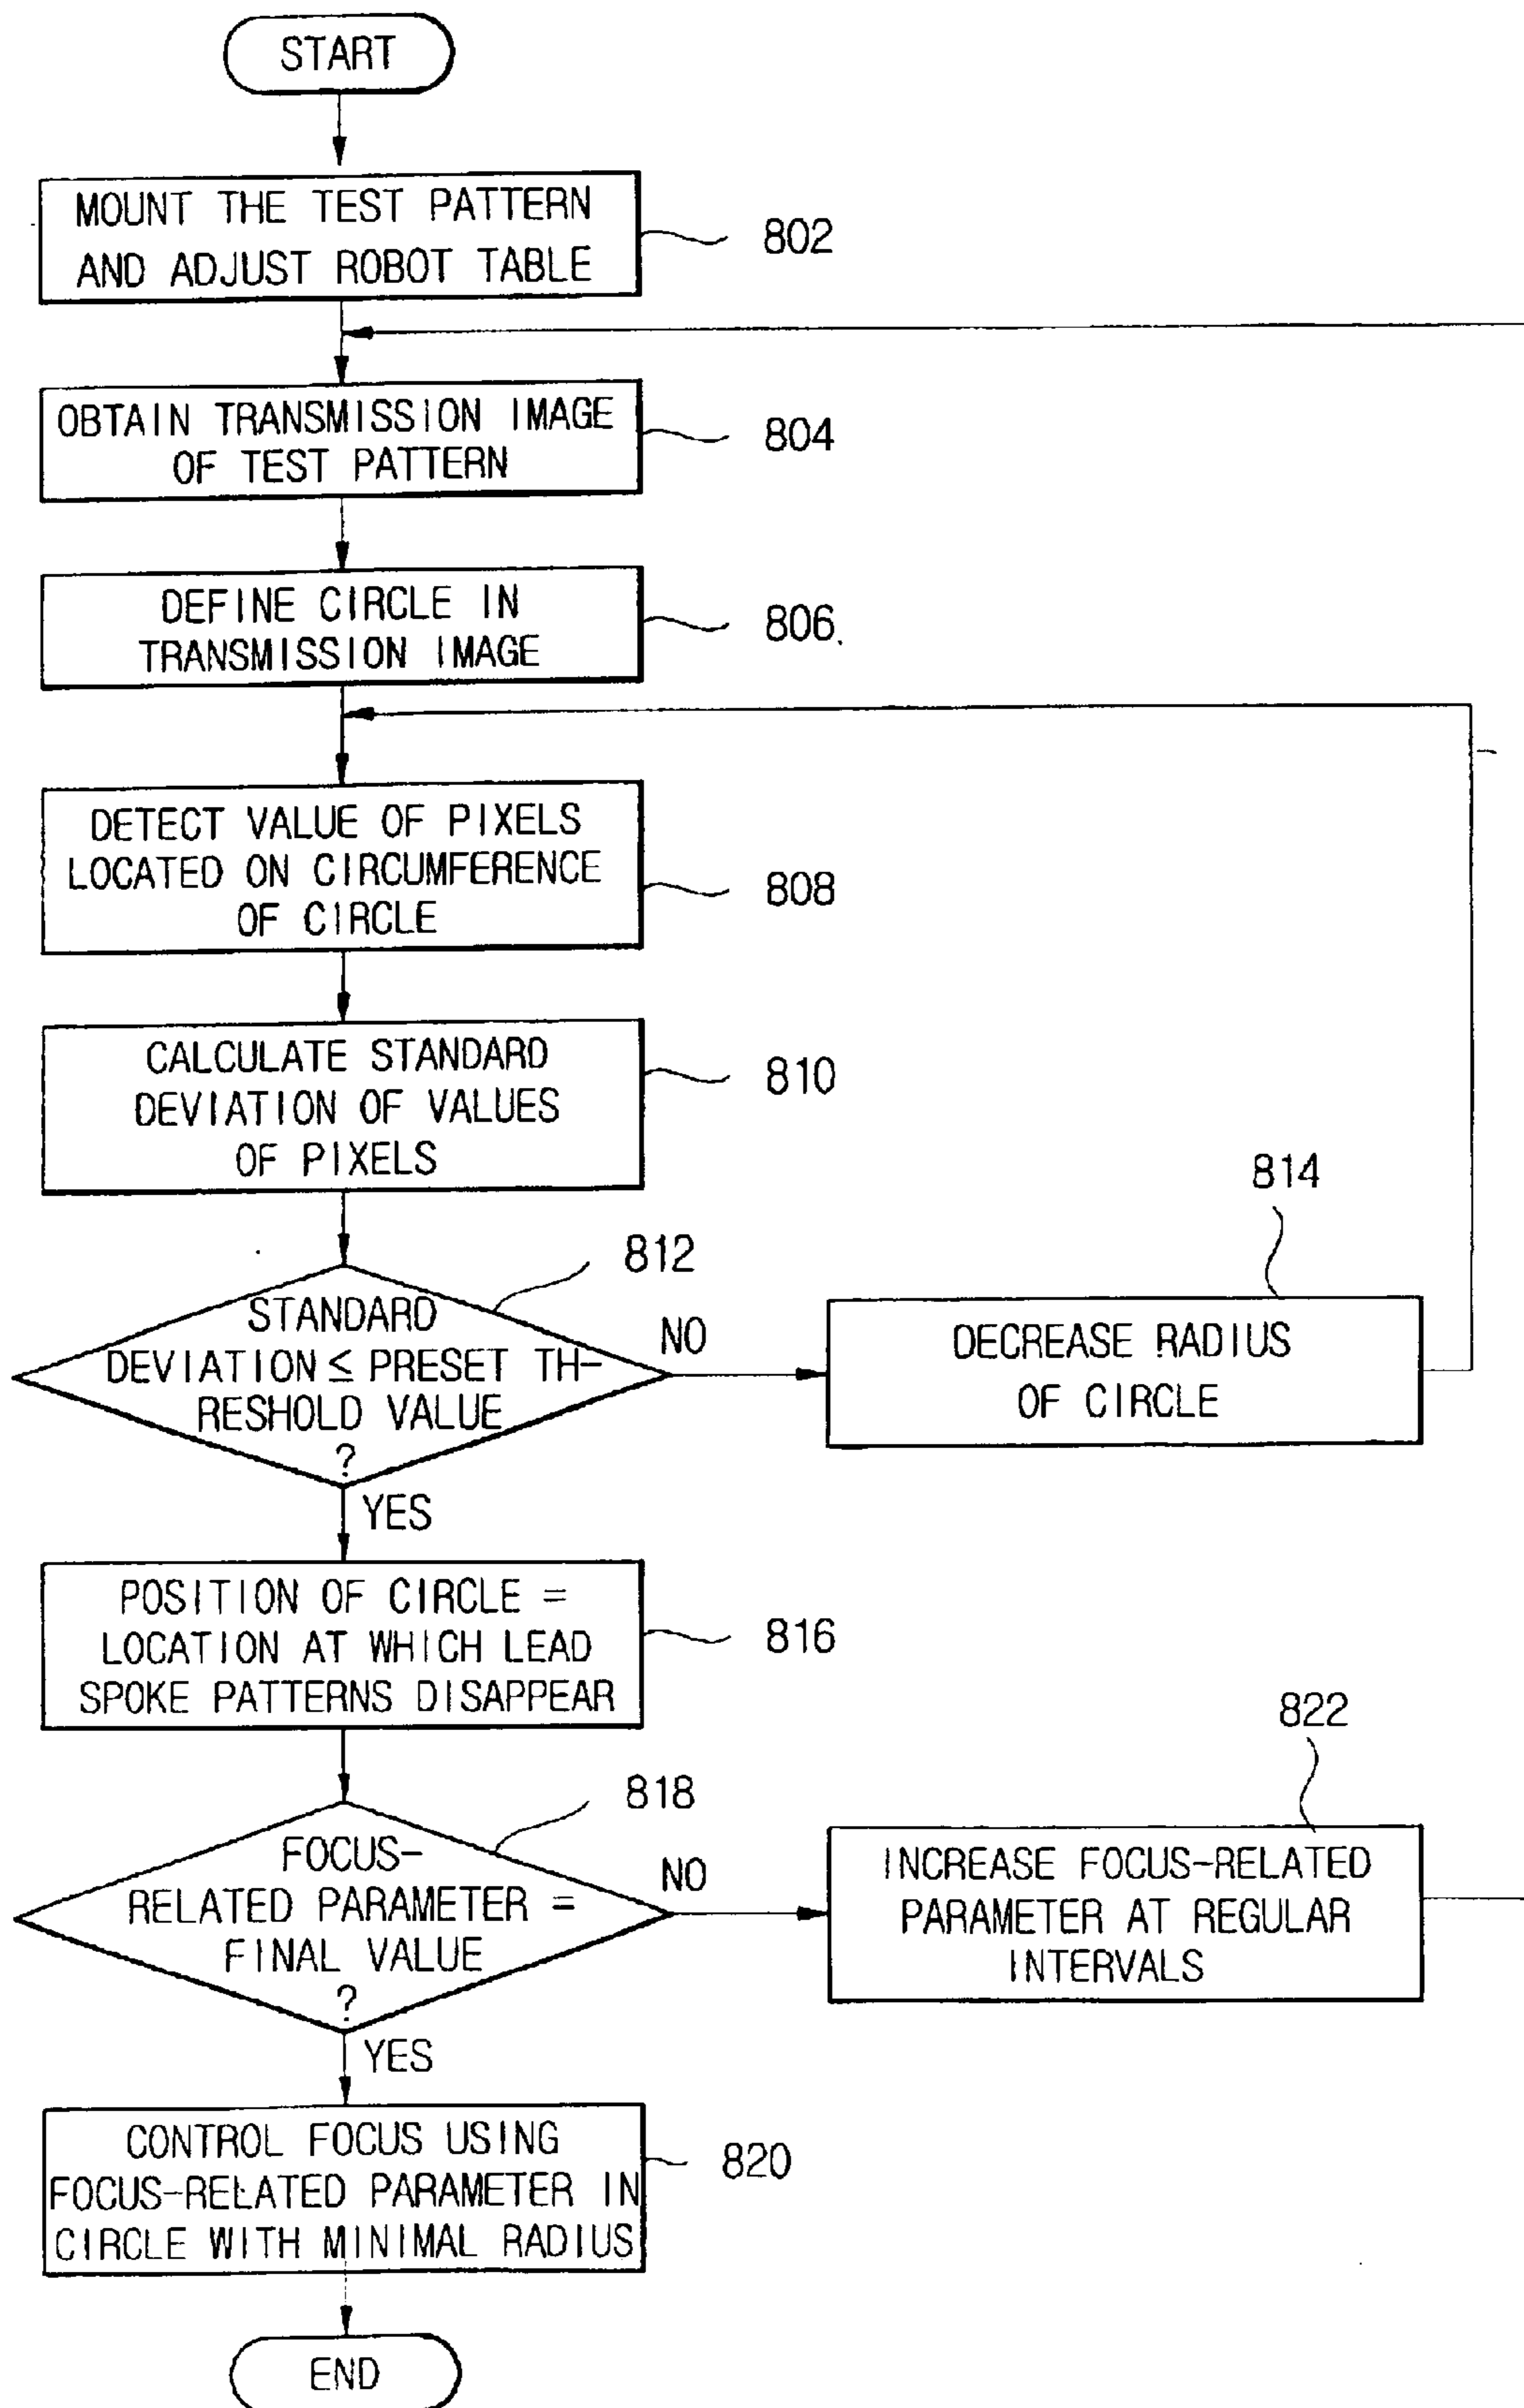 START
MOUNT THE TEST PATTERN
AND ADJUST ROBOT TABLE
802
OBTAIN TRANSMISSION IMAGE
OF TEST PATTERN
804
DEFINE CIRCLE IN
TRANSMISSION IMAGE
806
DETECT VALUE OF PIXELS
LOCATED ON CIRCUMFERENCE
OF CIRCLE
808
CALCULATE STANDARD
DEVIATION OF VALUES
OF PIXELS
810
812
STANDARD
DEVIATION ≤ PRESET TH-
RESHOLD VALUE
?
NO
YES
814
DECREASE RADIUS
OF CIRCLE
POSITION OF CIRCLE =
LOCATION AT WHICH LEAD
SPOKE PATTERNS DISAPPEAR
816
818
FOCUS-
RELATED PARAMETER =
FINAL VALUE
?
NO
YES
822
INCREASE FOCUS-RELATED
PARAMETER AT REGULAR
INTERVALS
CONTROL FOCUS USING
FOCUS-RELATED PARAMETER IN
CIRCLE WITH MINIMAL RADIUS
820
END